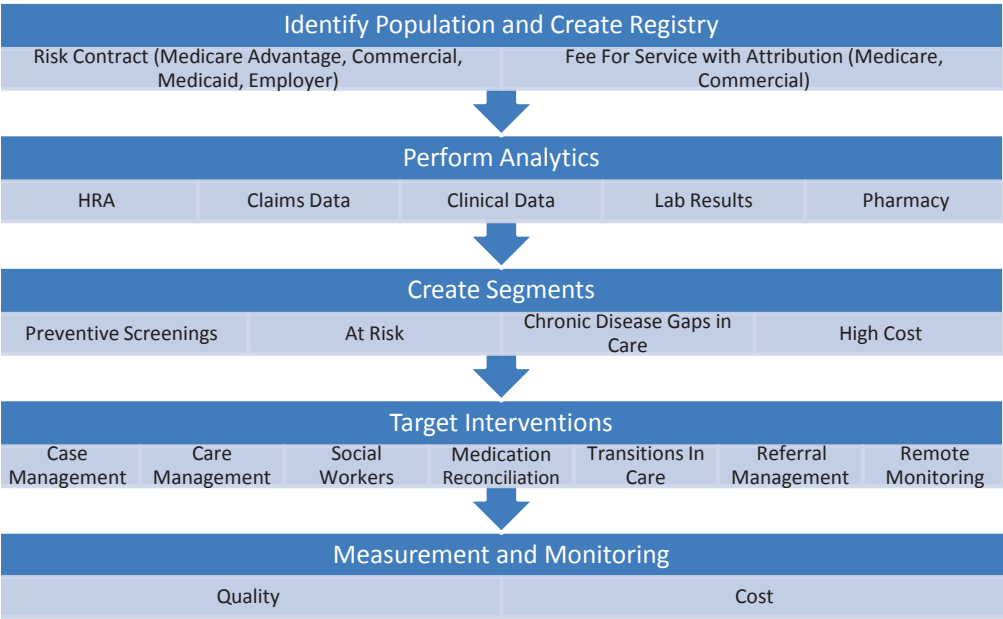 Identify Population and Create Registry
Risk Contract (Medicare Advantage, Commercial,
Medicaid, Employer)
Fee For Service with Attribution (Medicare,
Commercial)
Perform Analytics
HRA
Claims Data
Clinical Data
Lab Results
Pharmacy
Create Segments
Preventive Screenings
At Risk
Chronic Disease Gaps in
Care
High Cost
Target Interventions
Case
Management
Care
Management
Social
Workers
Medication
Reconciliation
Transitions In
Care
Referral
Management
Remote
Monitoring
Measurement and Monitoring
Quality
Cost